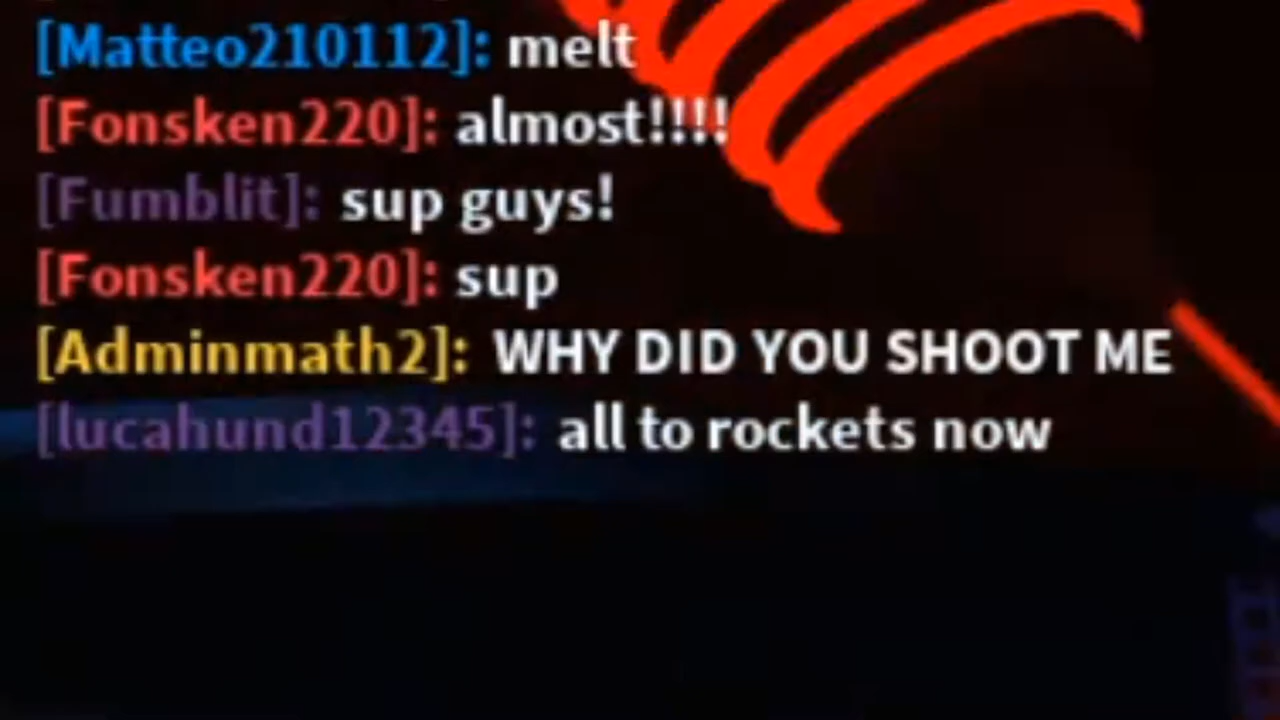 [Matteo210112]: melt
[Fonsken220]: almost!!!!
[Fumblit]: sup guys!
[Fonsken220]: sup
[Adminmath2]: WHY DID YOU SHOOT ME
[lucahund12345]: all to rockets now